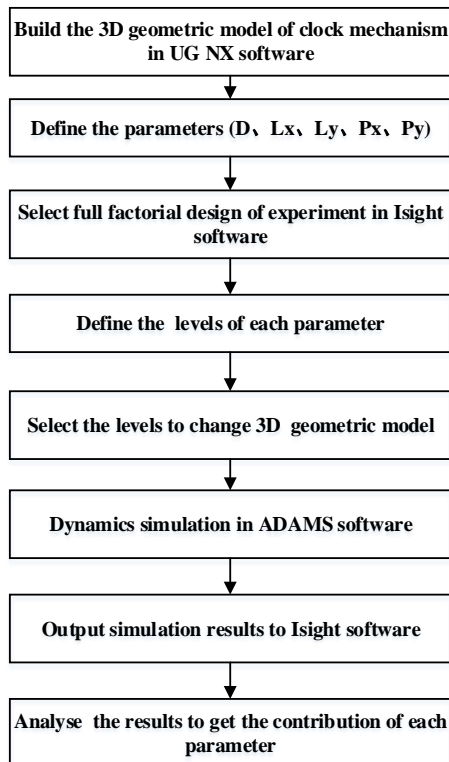 Build the 3D geometric model of clock mechanism
in UG NX software
Define the parameters (D、Lx、Ly、Px、Py)
Select full factorial design of experiment in Isight
software
Define the levels of each parameter
Select the levels to change 3D geometric model
Dynamics simulation in ADAMS software
Output simulation results to Isight software
Analyse the results to get the contribution of each
parameter